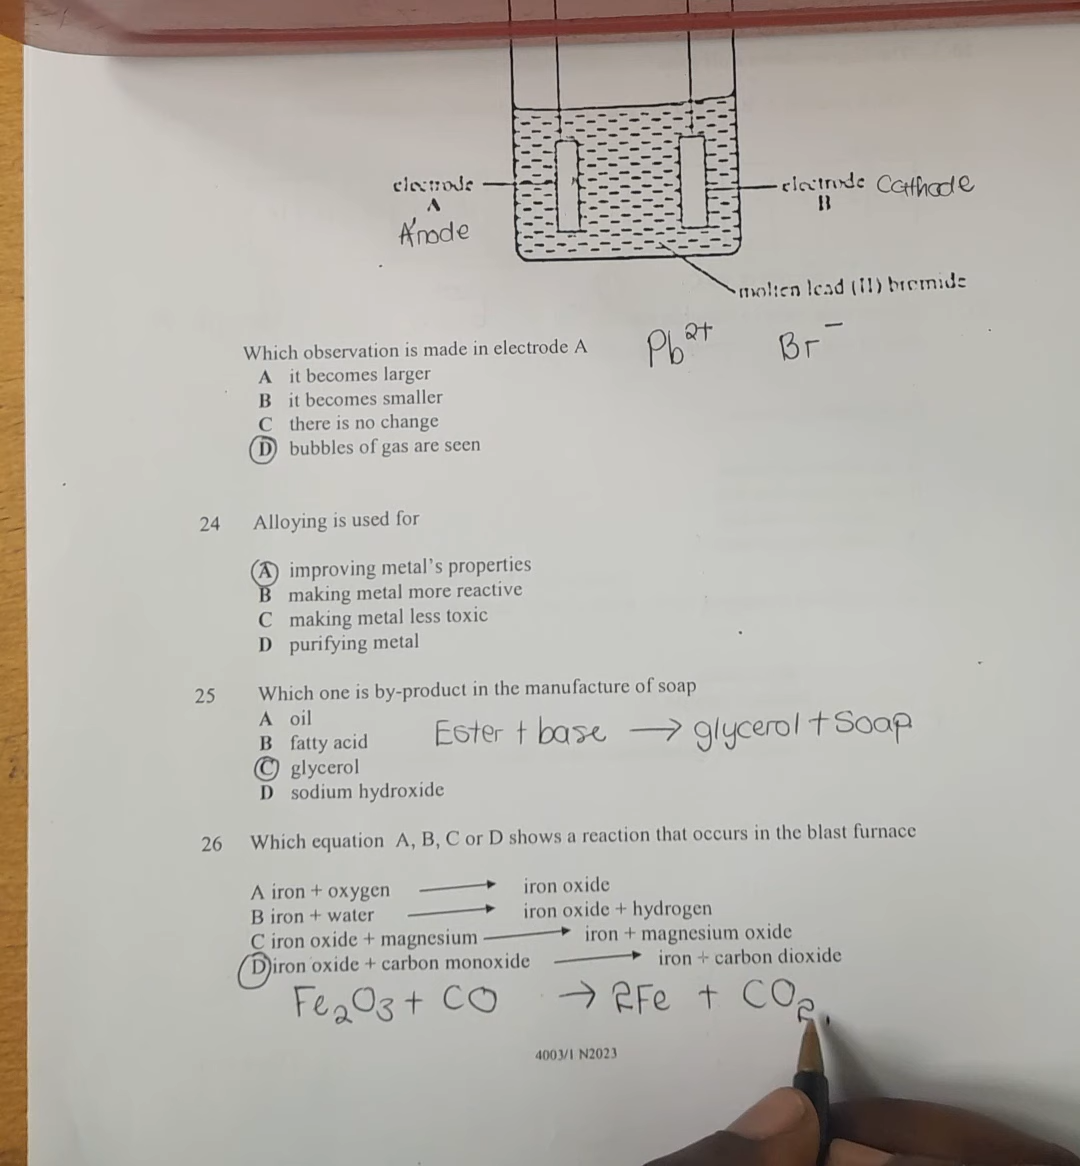 electrode
A
Anode
electrode Cathode
B
molten lead (II) bromide
Pb2+ Br−
Which observation is made in electrode A
A it becomes larger
B it becomes smaller
C there is no change
D bubbles of gas are seen
24 Alloying is used for
A improving metal's properties
B making metal more reactive
C making metal less toxic
D purifying metal
25 Which one is by-product in the manufacture of soap
A oil
B fatty acid
Ester + base → glycerol + Soap
C glycerol
D sodium hydroxide
26 Which equation A, B, C or D shows a reaction that occurs in the blast furnace
A iron + oxygen → iron oxide
B iron + water → iron oxide + hydrogen
C iron oxide + magnesium → iron + magnesium oxide
D iron oxide + carbon monoxide → iron + carbon dioxide
Fe2O3 + CO → 2Fe + CO2
4003/1 N2023